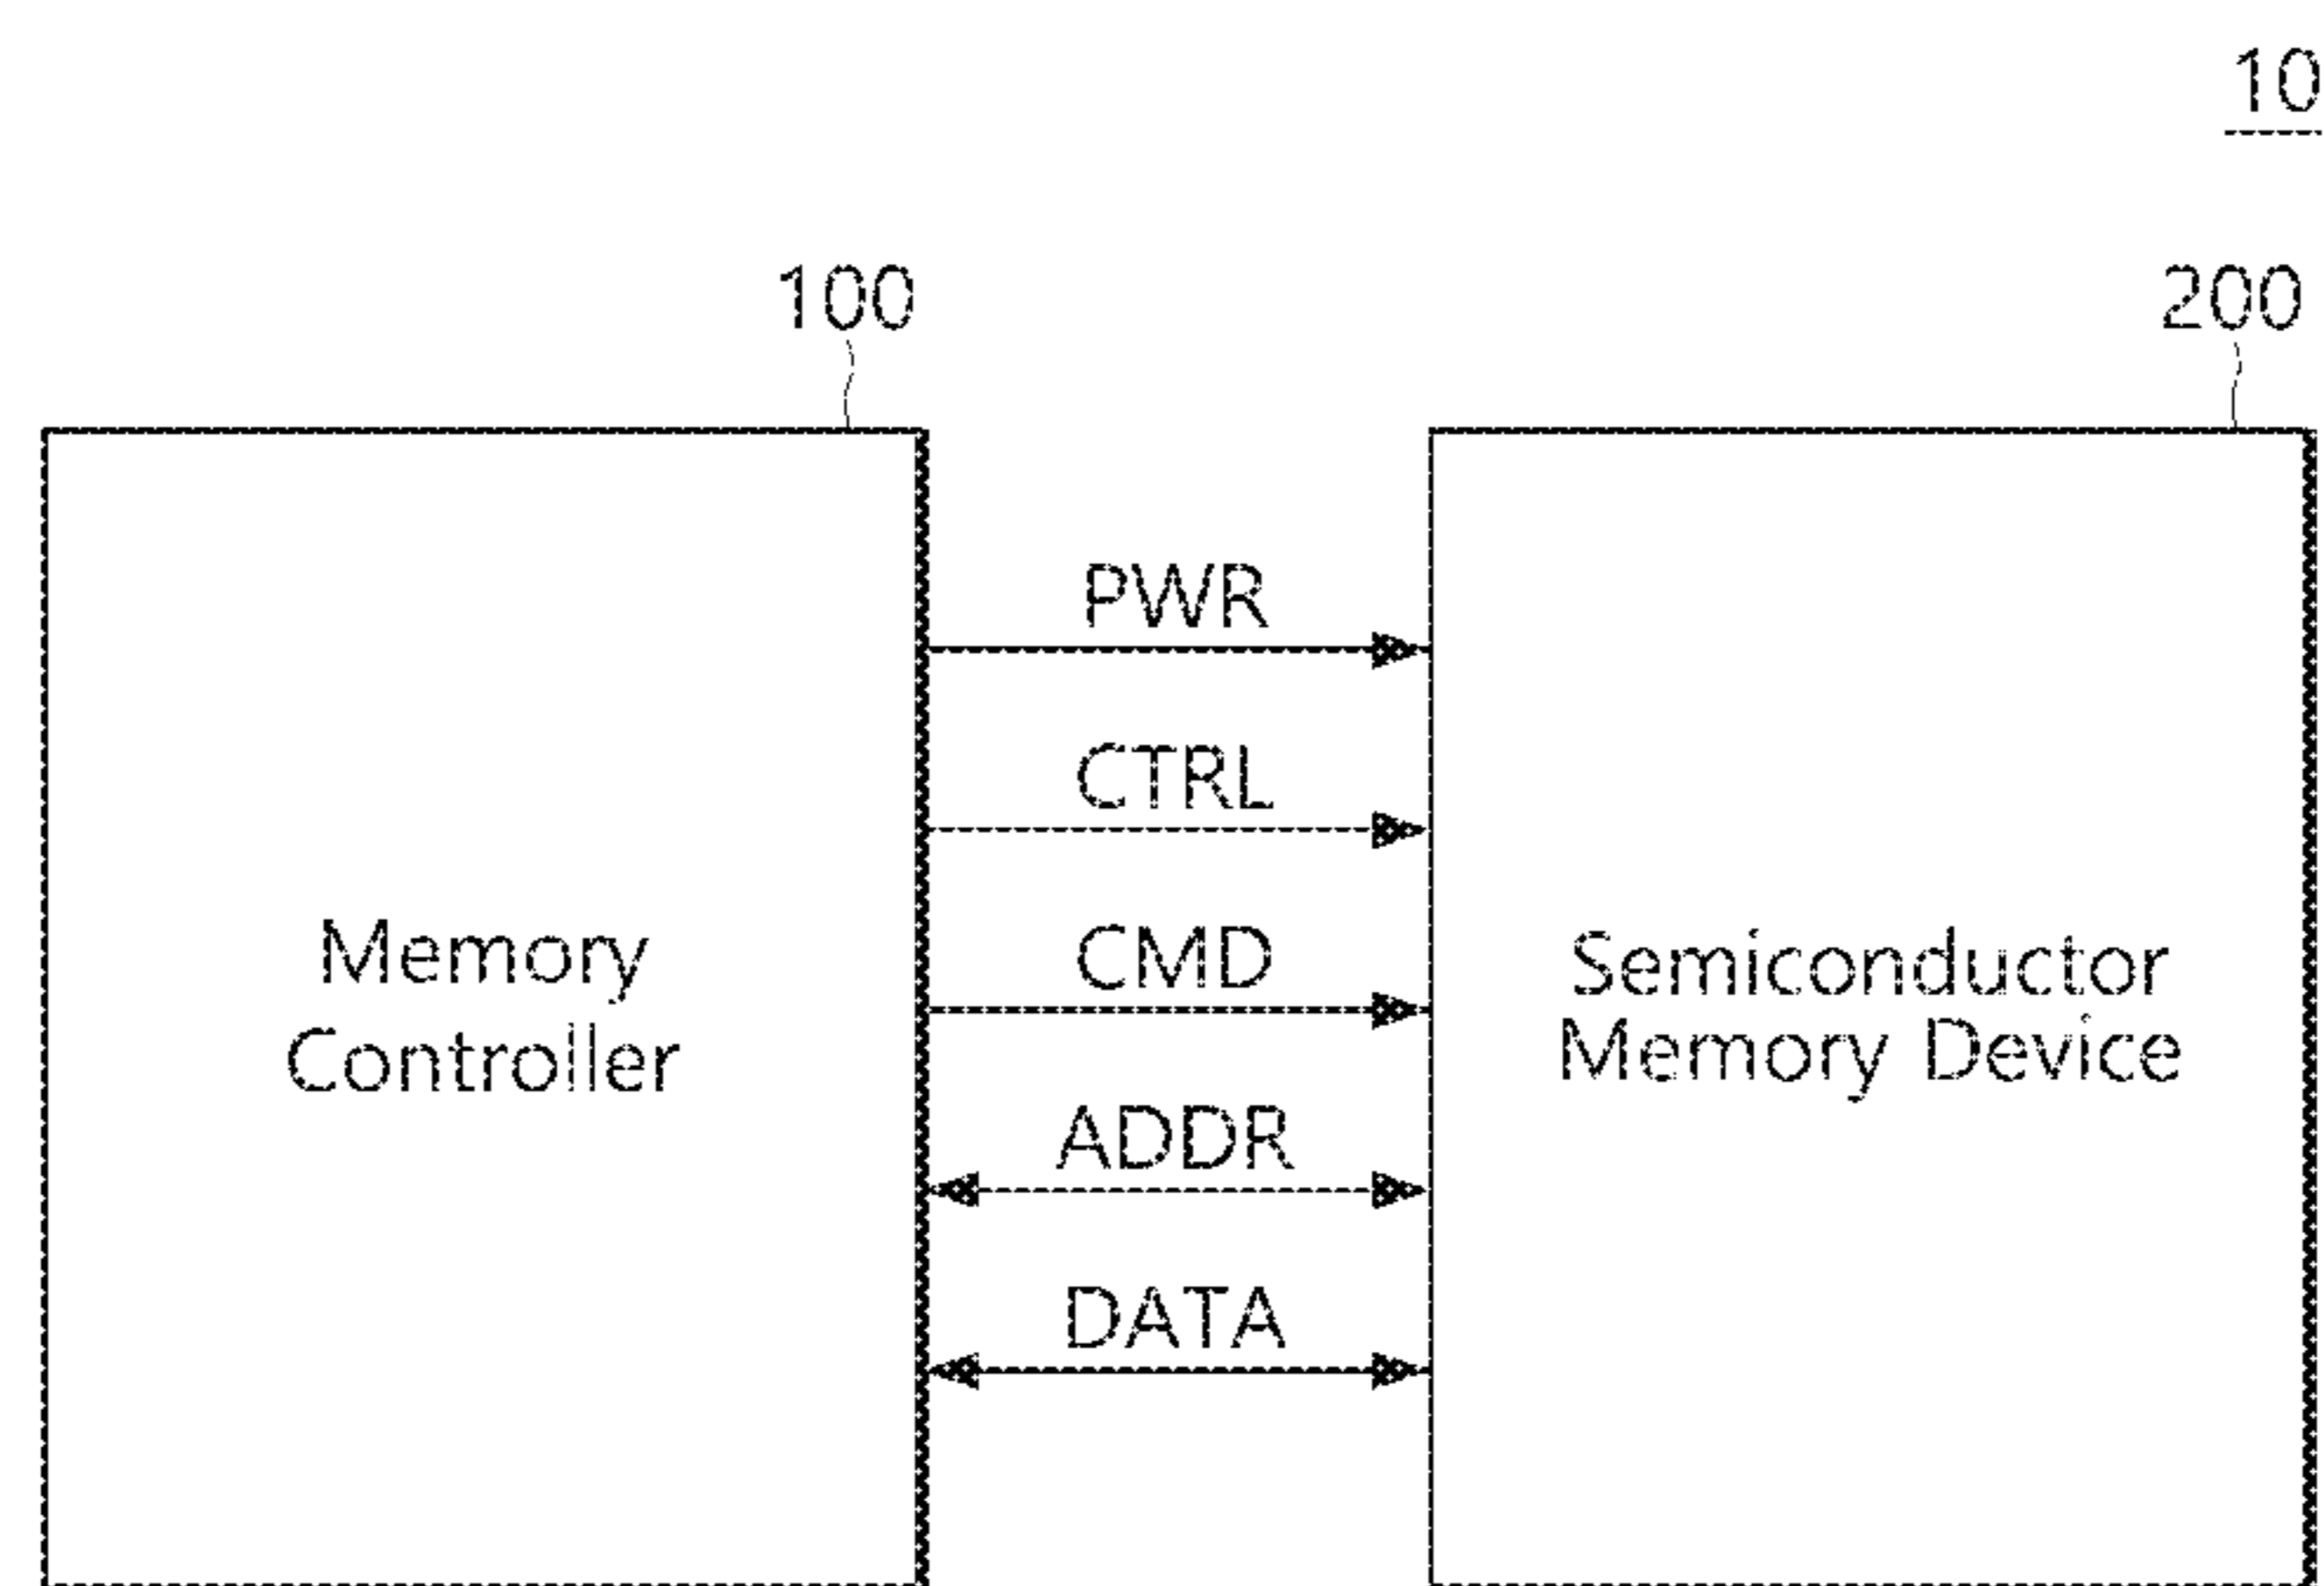 10
100
200
PWR
CTRL
CMD
ADDR
DATA
Memory
Controller
Semiconductor
Memory Device